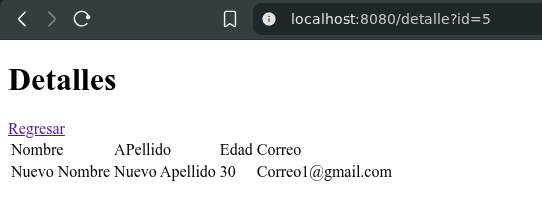 localhost:8080/detalle?id=5
Detalles
Regresar
Nombre APellido Edad Correo
Nuevo Nombre Nuevo Apellido 30 Correo1@gmail.com